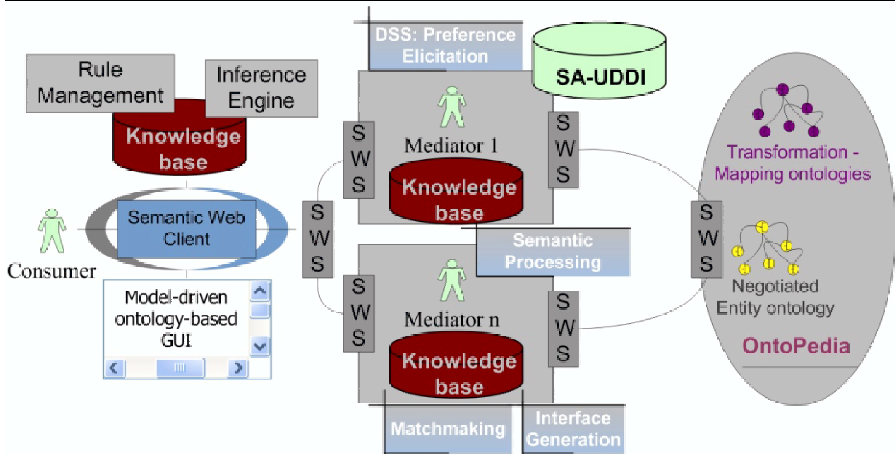 Rule
Management
Inference
Engine
Knowledge
base
Semantic Web
Client
Consumer
Model-driven
ontology-based
GUI
S
W
S
DSS: Preference
Elicitation
SA-UDDI
S
W
S
Mediator 1
Knowledge
base
S
W
S
Semantic
Processing
S
W
S
Mediator n
Knowledge
base
S
W
S
Matchmaking
Interface
Generation
S
W
S
Transformation -
Mapping ontologies
Negotiated
Entity ontology
OntoPedia